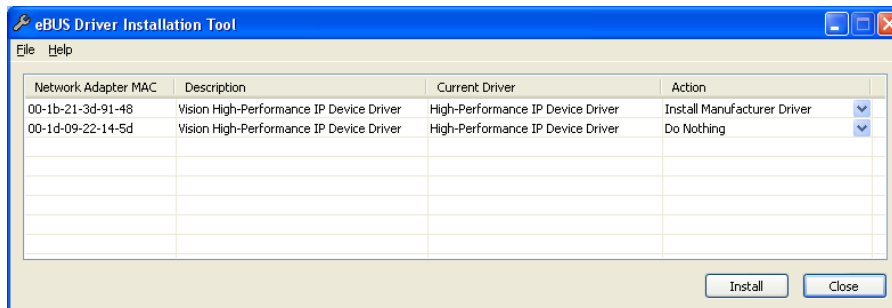 eBUS Driver Installation Tool
File Help
Network Adapter MAC Description Current Driver Action
00-1b-21-3d-91-48 Vision High-Performance IP Device Driver High-Performance IP Device Driver Install Manufacturer Driver
00-1d-09-22-14-5d Vision High-Performance IP Device Driver High-Performance IP Device Driver Do Nothing
Install Close